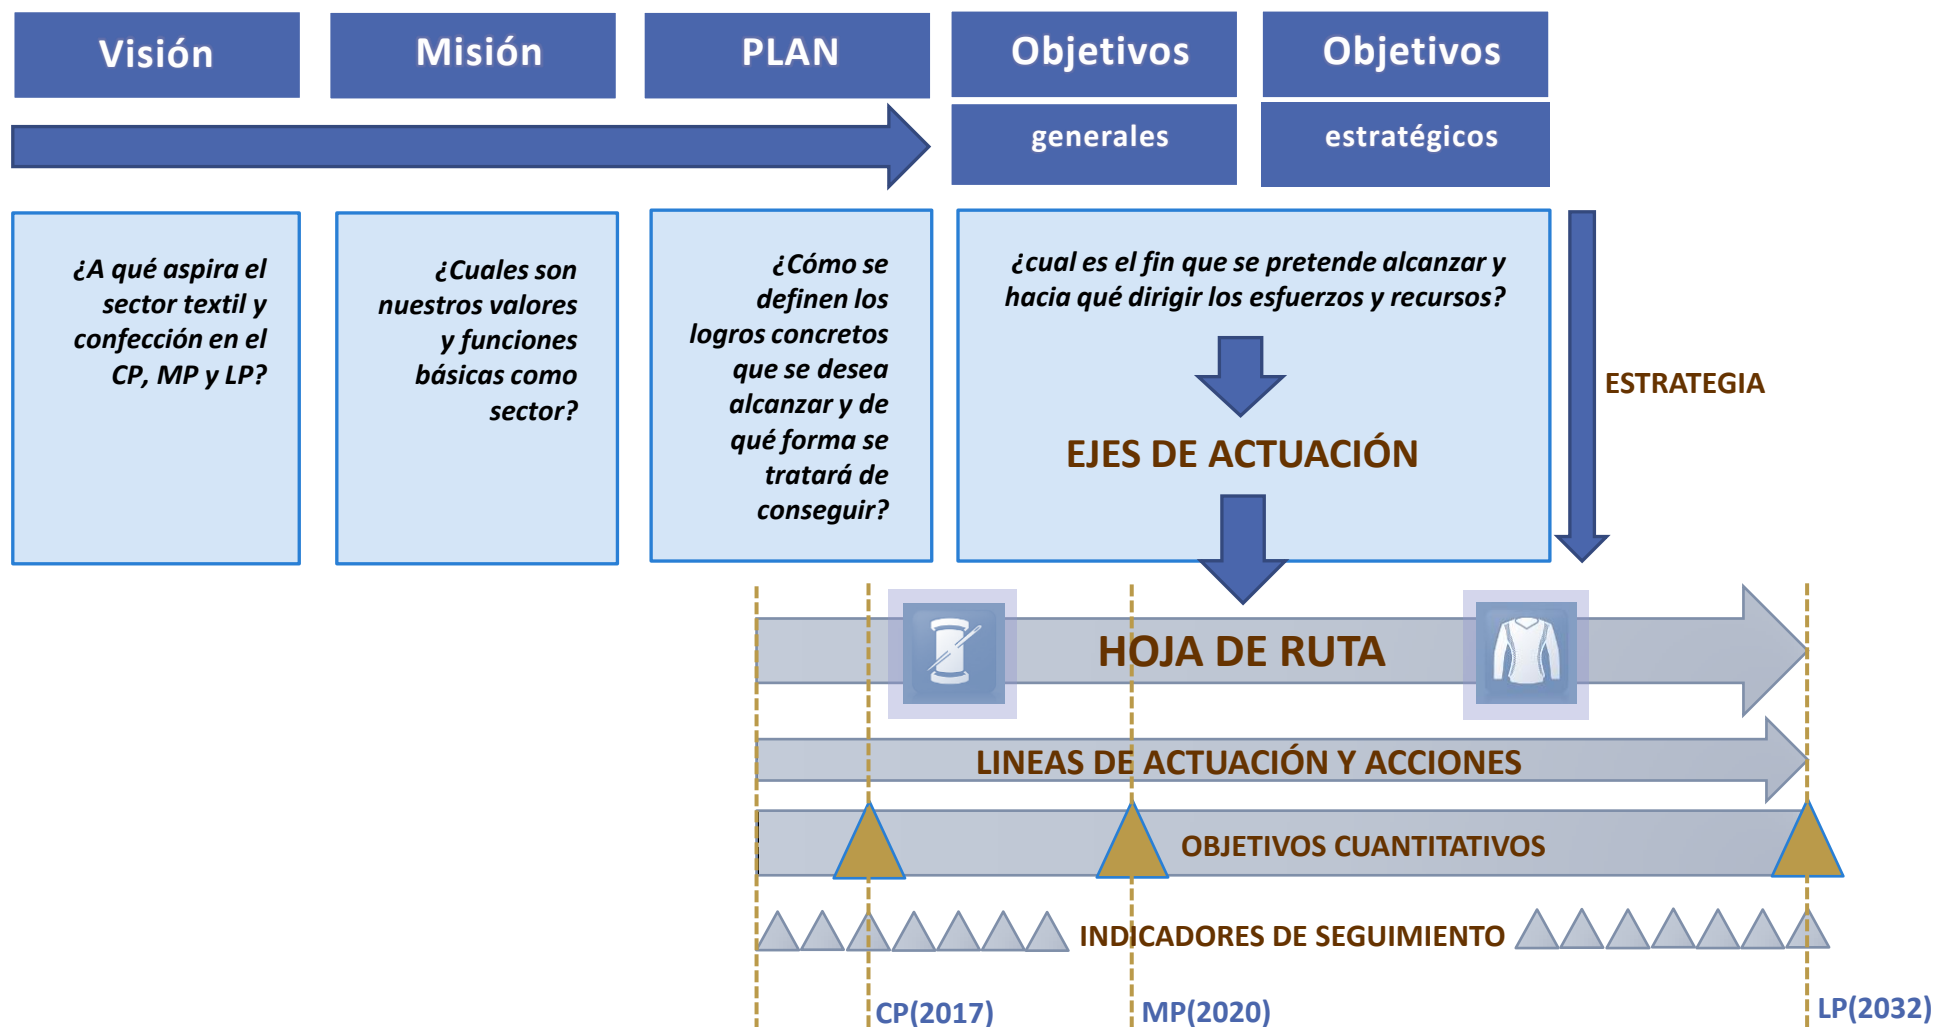 Visión
Misión
PLAN
Objetivos
generales
Objetivos
estratégicos
¿A qué aspira el
sector textil y
confección en el
CP, MP y LP?
¿Cuales son
nuestros valores
y funciones
básicas como
sector?
¿Cómo se
definen los
logros concretos
que se desea
alcanzar y de
qué forma se
tratará de
conseguir?
¿cual es el fin que se pretende alcanzar y
hacia qué dirigir los esfuerzos y recursos?
EJES DE ACTUACIÓN
ESTRATEGIA
HOJA DE RUTA
LINEAS DE ACTUACIÓN Y ACCIONES
OBJETIVOS CUANTITATIVOS
INDICADORES DE SEGUIMIENTO
CP(2017)
MP(2020)
LP(2032)